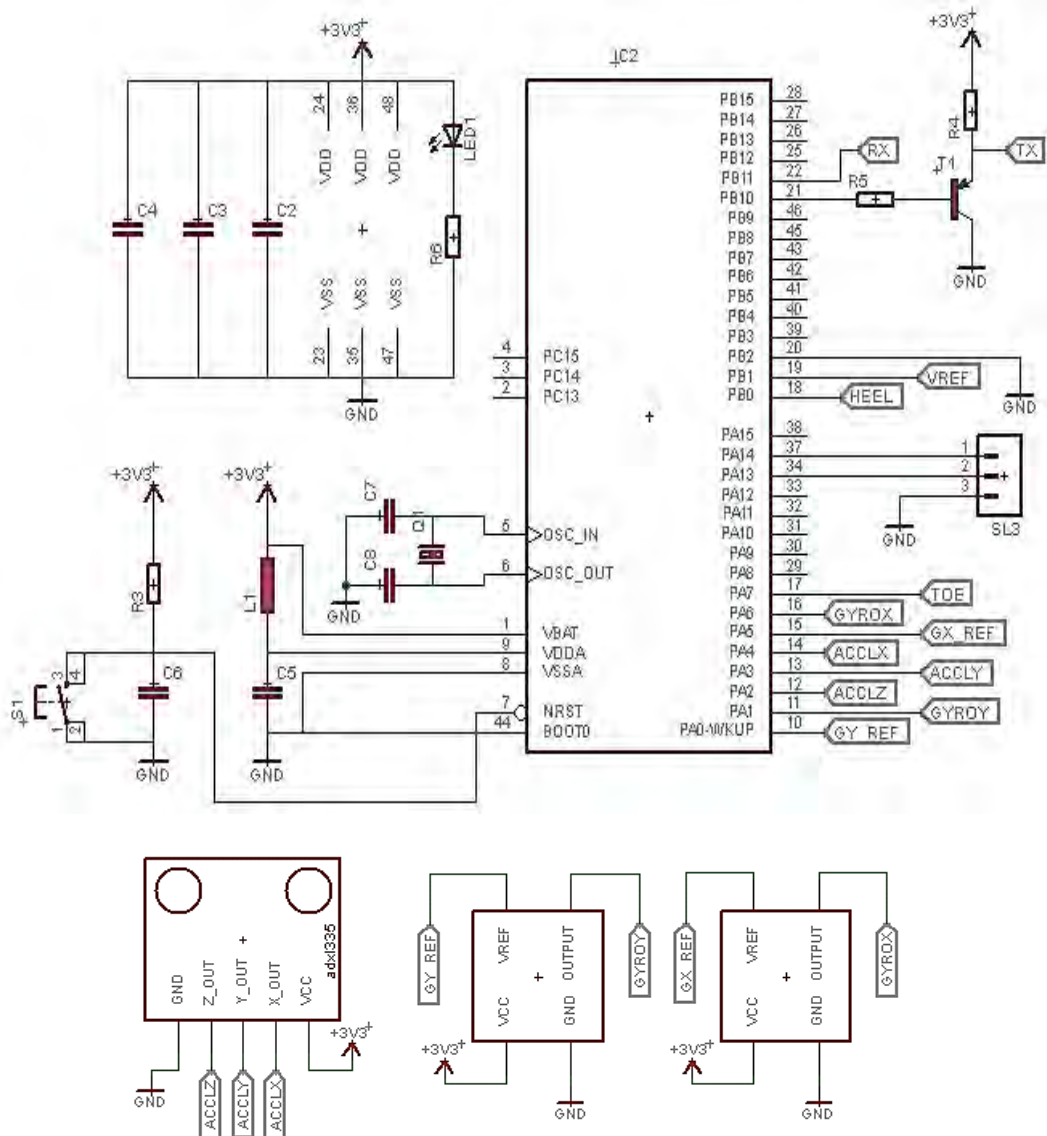 +3V3
IC2
+3V3
24
36
48
VDD
VDD
VDD
LED1
C4
C3
C2
R6
VSS
VSS
VSS
23
35
47
GND
PB15 28
PB14 27
PB13 26
PB12 25
PB11 22
PB10 21
PB9 46
PB8 45
PB7 43
PB6 42
PB5 41
PB4 40
PB3 39
PB2 20
PB1 19
PB0 18
RX
R5
R4
TX
T1
GND
VREF
HEEL
GND
4 PC15
3 PC14
2 PC13
PA15 38
PA14 37
PA13 34
PA12 33
PA11 32
PA10 31
PA9 30
PA8 29
PA7 17
PA6 16
PA5 15
PA4 14
PA3 13
PA2 12
PA1 11
PA0-WKUP 10
1
2
3
SL3
GND
TOE
GYROX
GX_REF
ACCLX
ACCLY
ACCLZ
GYROY
GY_REF
+3V3
+3V3
R3
L1
C7
C8
Q1
GND
5 OSC_IN
6 OSC_OUT
1 VBAT
9 VDDA
8 VSSA
7 NRST
44 BOOT0
S1
3
4
1
2
C6
C5
GND
GND
adxl335
GND
Z_OUT
Y_OUT
X_OUT
VCC
GND
ACCLZ
ACCLY
ACCLX
+3V3
GY_REF
VREF
OUTPUT
GYROY
VCC
GND
+3V3
GND
GX_REF
VREF
OUTPUT
GYROX
VCC
GND
+3V3
GND